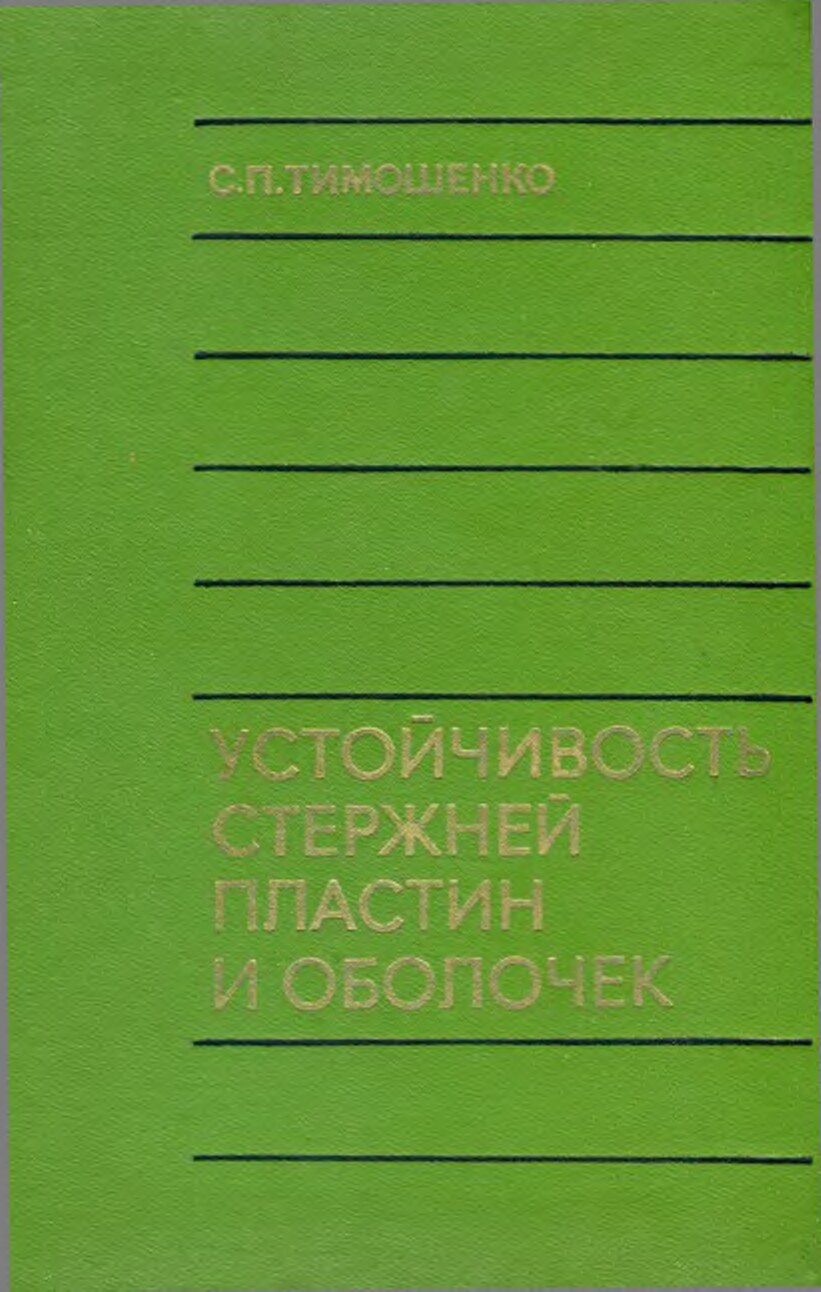 С.П.ТИМОШЕНКО
УСТОЙЧИВОСТЬ
СТЕРЖНЕЙ
ПЛАСТИН
И ОБОЛОЧЕК